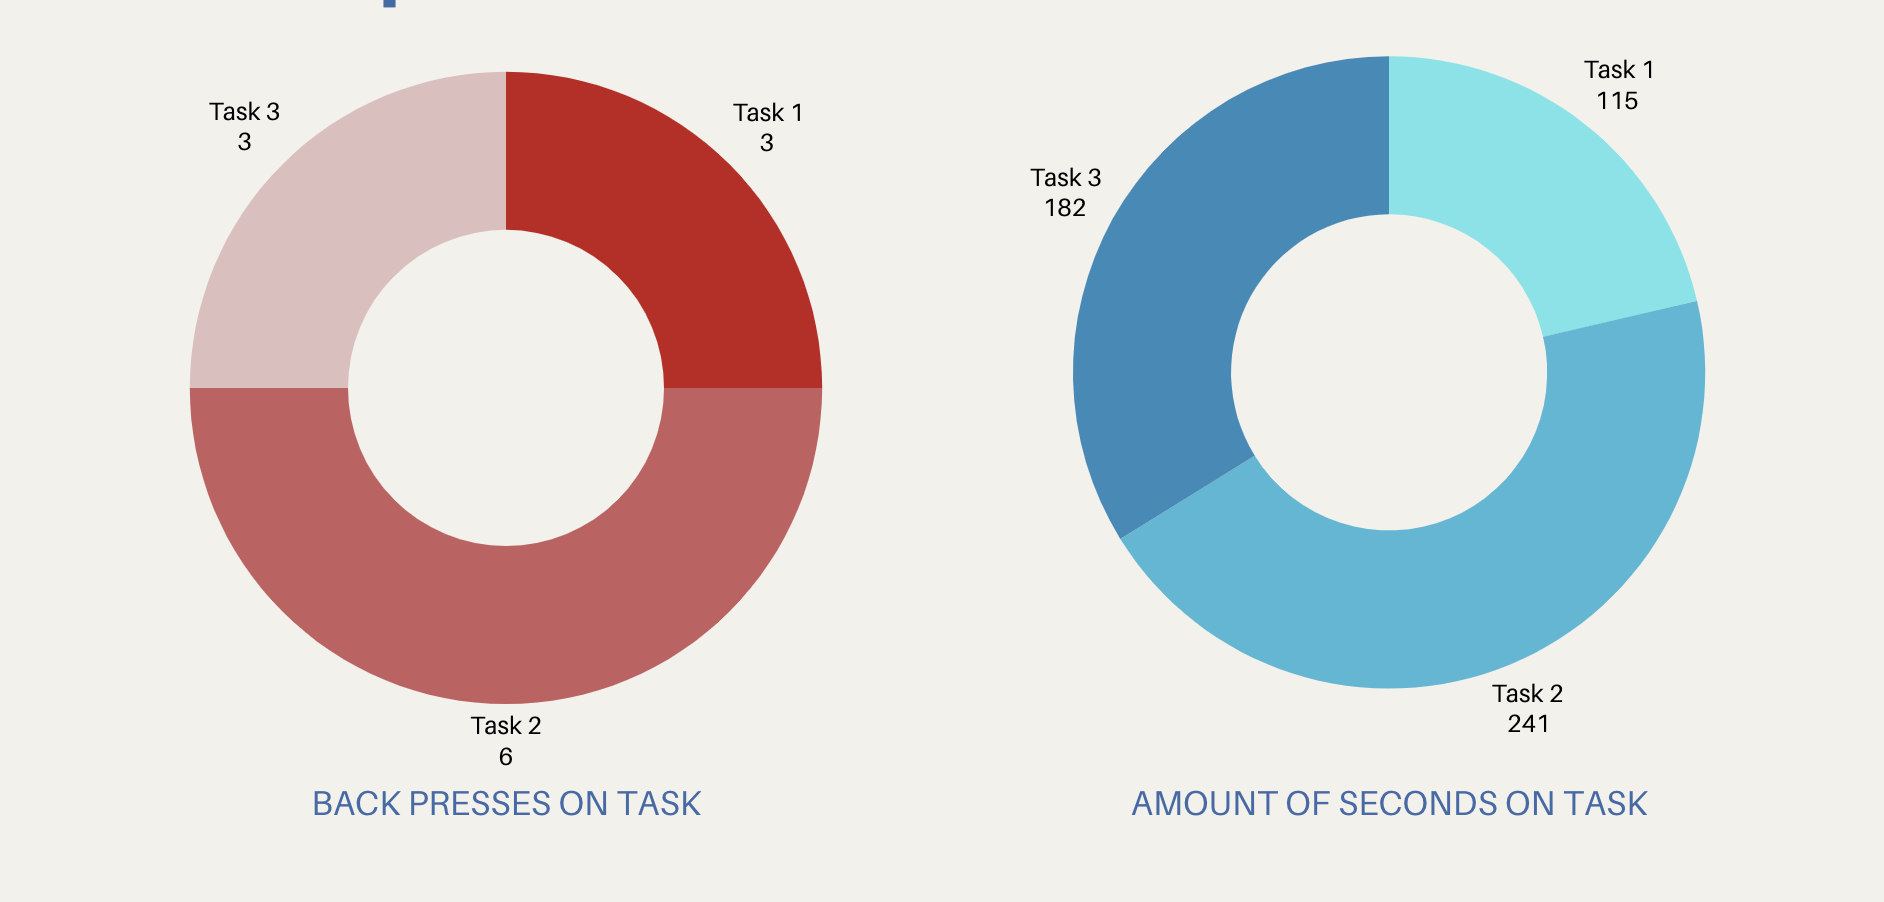 Task 3
3
Task 1
3
Task 2
6
BACK PRESSES ON TASK
Task 1
115
Task 3
182
Task 2
241
AMOUNT OF SECONDS ON TASK